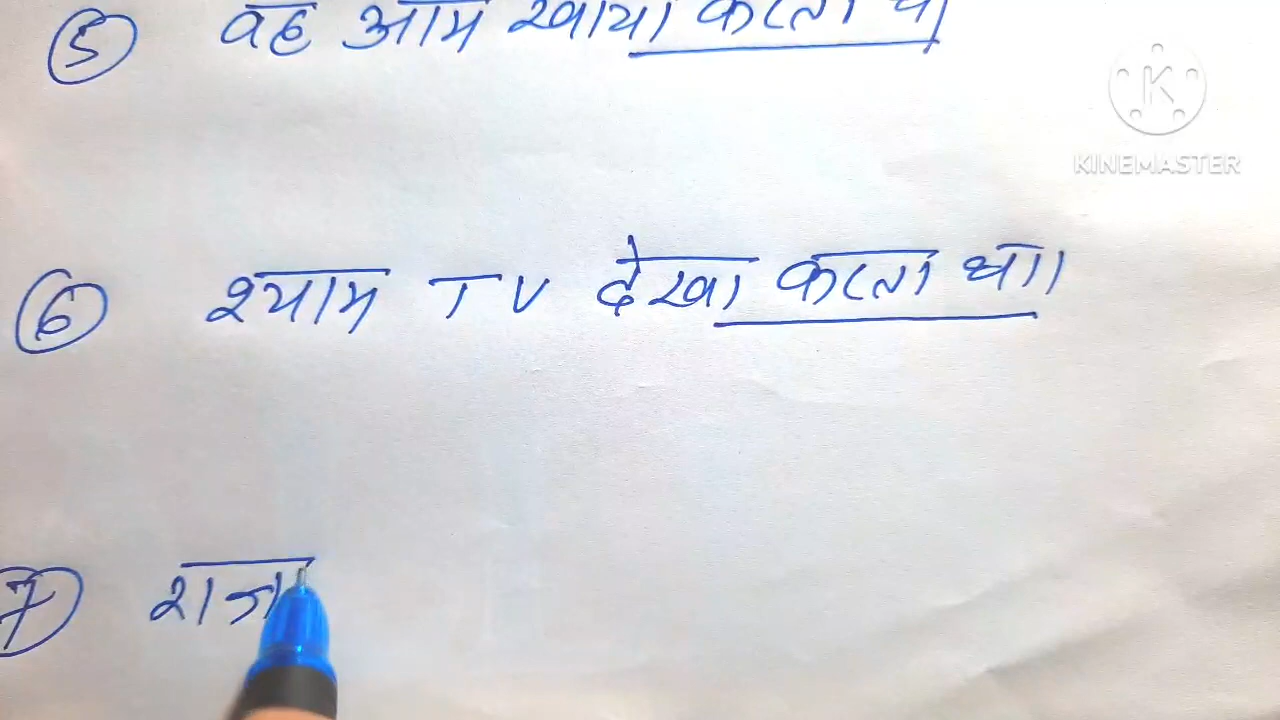 5 वह आम खाया करता था
K
KINEMASTER
6 श्याम TV देखा करता था।
7 राजा